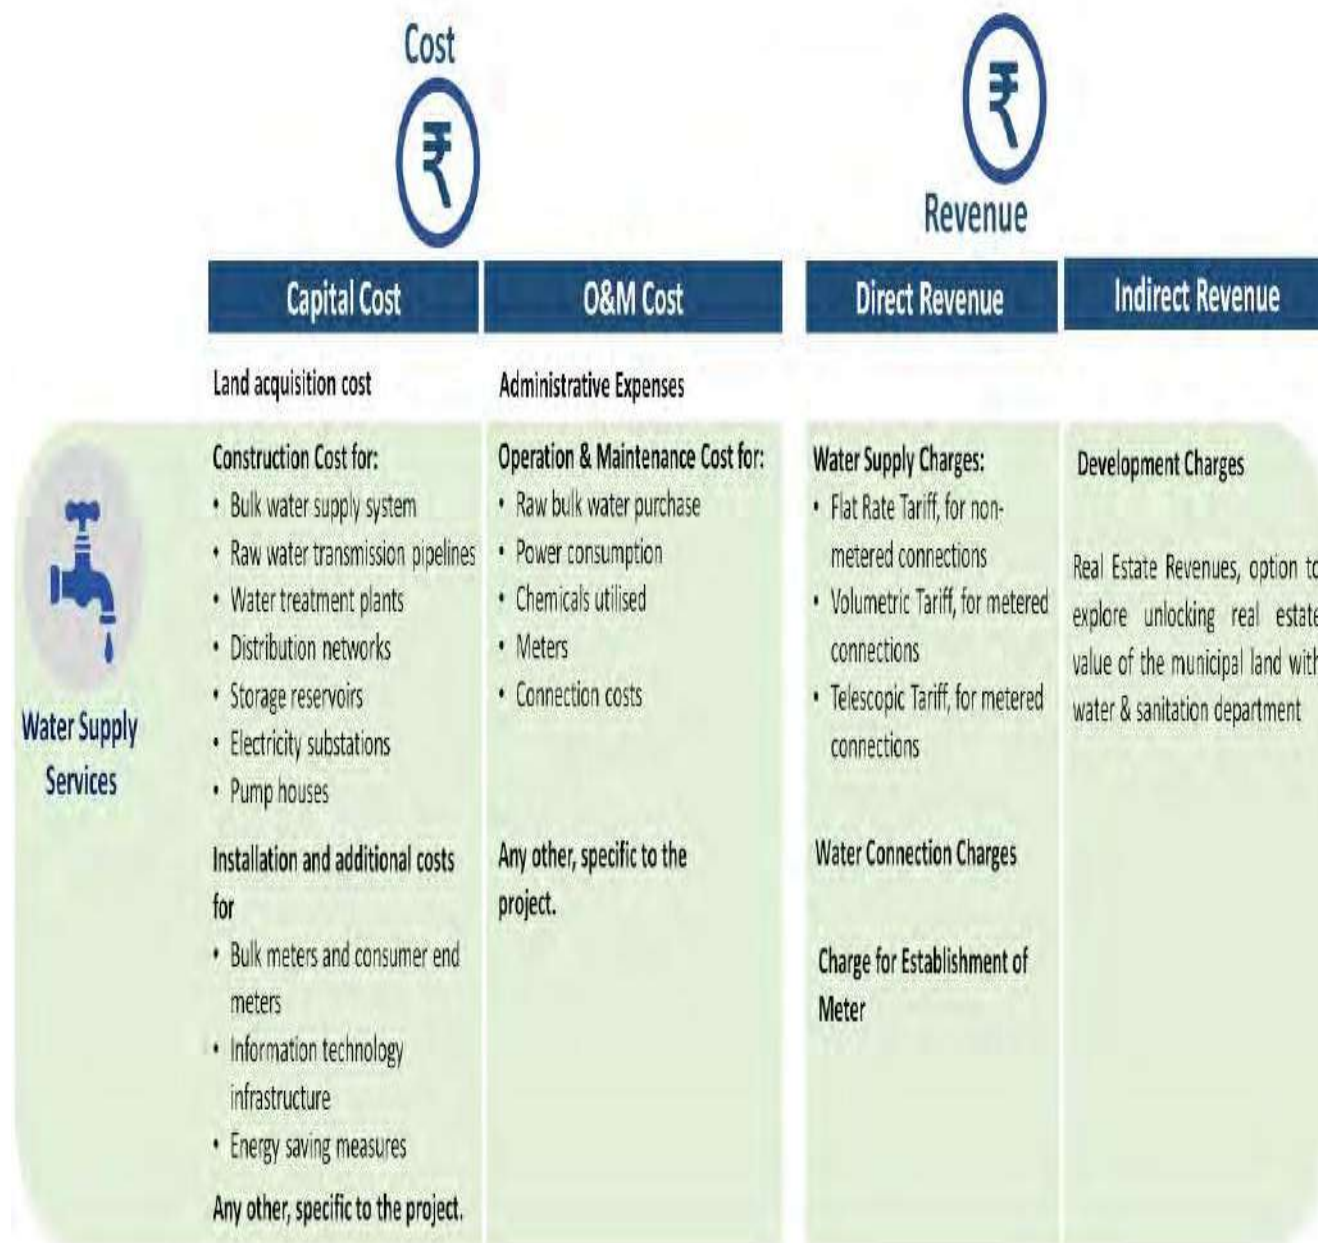 Cost
₹
₹
Revenue
Capital Cost
O&M Cost
Direct Revenue
Indirect Revenue
Water Supply
Services
Land acquisition cost
Construction Cost for:
• Bulk water supply system
• Raw water transmission pipelines
• Water treatment plants
• Distribution networks
• Storage reservoirs
• Electricity substations
• Pump houses
Installation and additional costs
for
• Bulk meters and consumer end
meters
• Information technology
infrastructure
• Energy saving measures
Any other, specific to the project.
Administrative Expenses
Operation & Maintenance Cost for:
• Raw bulk water purchase
• Power consumption
• Chemicals utilised
• Meters
• Connection costs
Any other, specific to the
project.
Water Supply Charges:
• Flat Rate Tariff, for non-
metered connections
• Volumetric Tariff, for metered
connections
• Telescopic Tariff, for metered
connections
Water Connection Charges
Charge for Establishment of
Meter
Development Charges
Real Estate Revenues, option to
explore unlocking real estate
value of the municipal land with
water & sanitation department